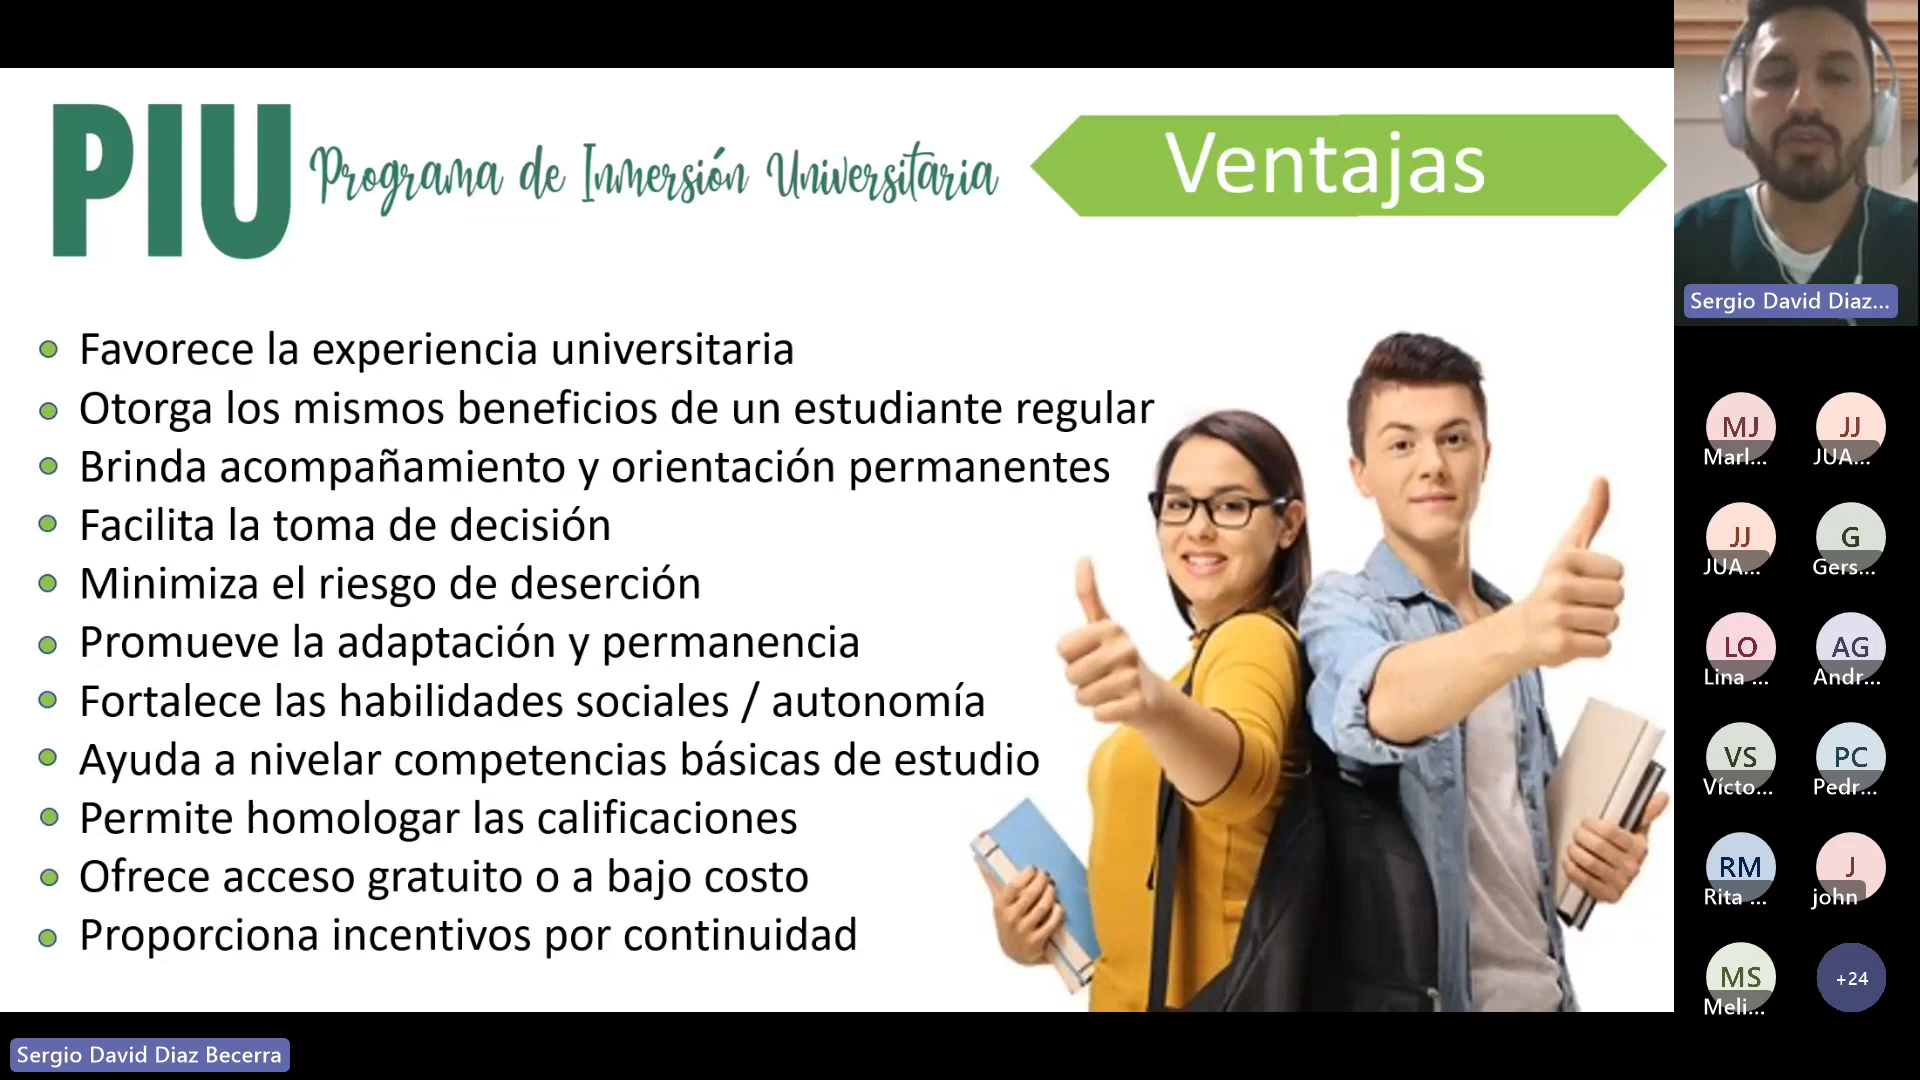 PIU Programa de Inmersión Universitaria
Ventajas
Favorece la experiencia universitaria
Otorga los mismos beneficios de un estudiante regular
Brinda acompañamiento y orientación permanentes
Facilita la toma de decisión
Minimiza el riesgo de deserción
Promueve la adaptación y permanencia
Fortalece las habilidades sociales / autonomía
Ayuda a nivelar competencias básicas de estudio
Permite homologar las calificaciones
Ofrece acceso gratuito o a bajo costo
Proporciona incentivos por continuidad
Sergio David Diaz...
MJ JJ
Marl... JUA...
JJ G
JUA... Gers...
LO AG
Lina ... Andr...
VS PC
Vícto... Pedr...
RM J
Rita ... john
MS +24
Meli...
Sergio David Diaz Becerra